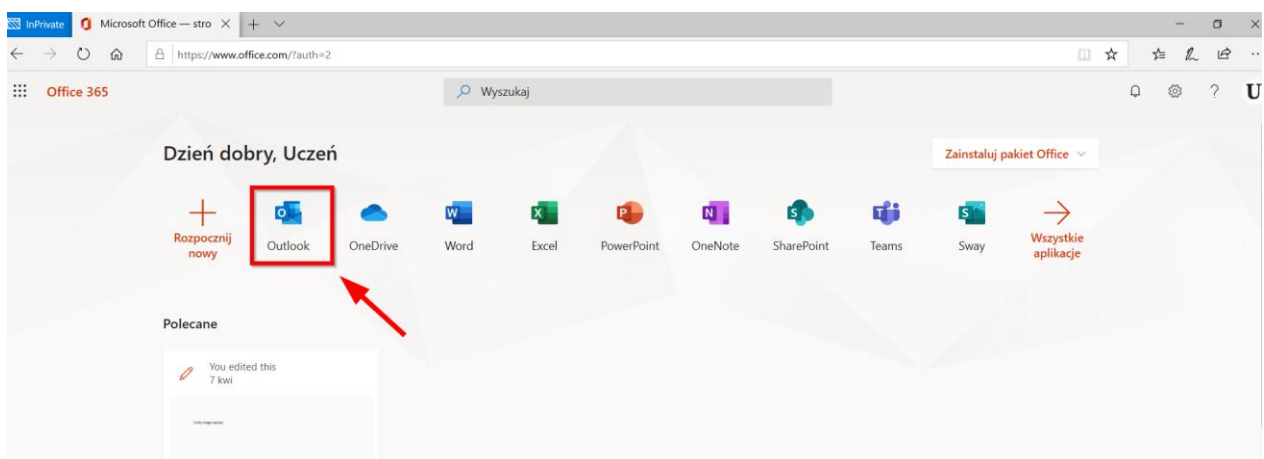 InPrivate
Microsoft Office — stro
https://www.office.com/?auth=2
Office 365
Wyszukaj
U
Dzień dobry, Uczeń
Zainstaluj pakiet Office
Rozpocznij
nowy
Outlook
OneDrive
Word
Excel
PowerPoint
OneNote
SharePoint
Teams
Sway
Wszystkie
aplikacje
Polecane
You edited this
7 kwi